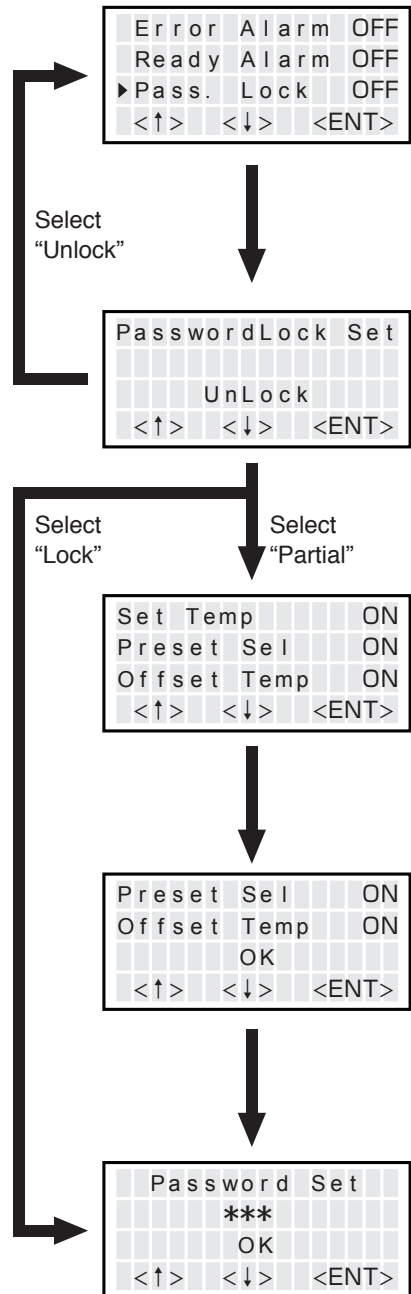 Error Alarm OFF
Ready Alarm OFF
▶Pass. Lock OFF
<↑> <↓> <ENT>
Select
“Unlock”
PasswordLock Set
UnLock
<↑> <↓> <ENT>
Select
“Lock”
Select
“Partial”
Set Temp ON
Preset Sel ON
Offset Temp ON
<↑> <↓> <ENT>
Preset Sel ON
Offset Temp ON
OK
<↑> <↓> <ENT>
Password Set
***
OK
<↑> <↓> <ENT>